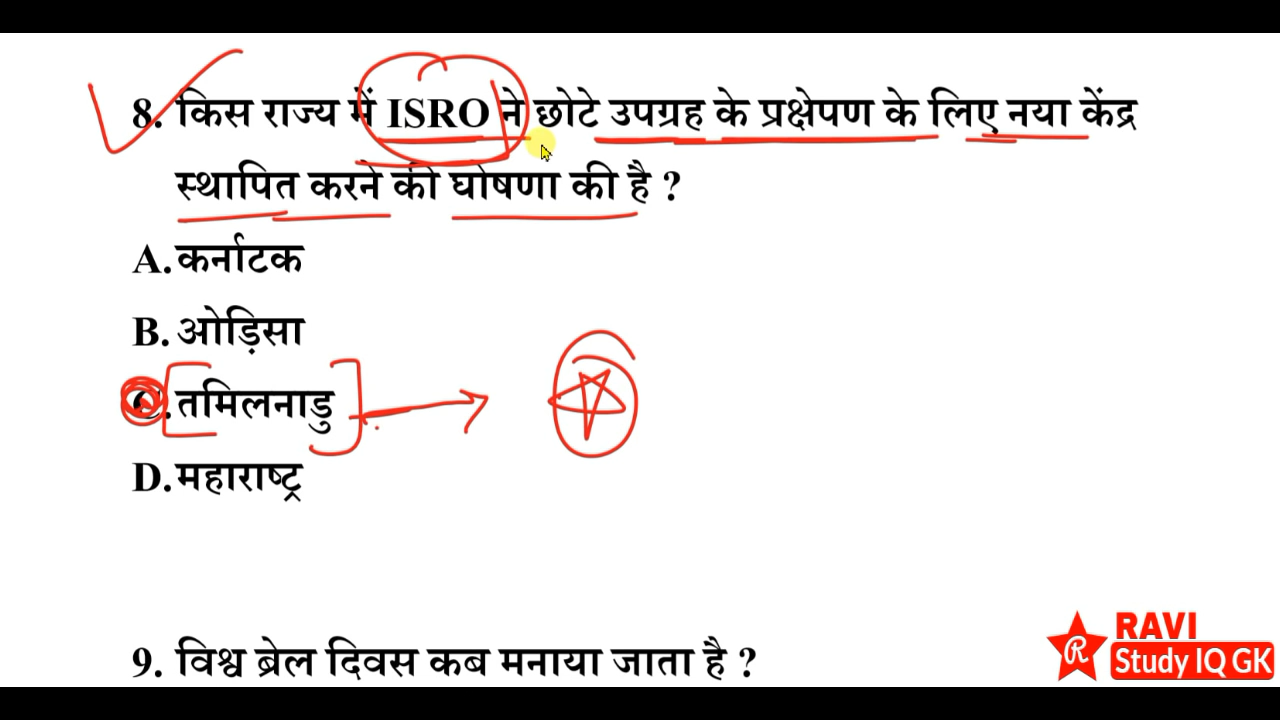 8. किस राज्य में ISRO ने छोटे उपग्रह के प्रक्षेपण के लिए नया केंद्र
स्थापित करने की घोषणा की है ?
A. कर्नाटक
B. ओड़िसा
C. तमिलनाडु
D. महाराष्ट्र
9. विश्व ब्रेल दिवस कब मनाया जाता है ?
R
RAVI
Study IQ GK